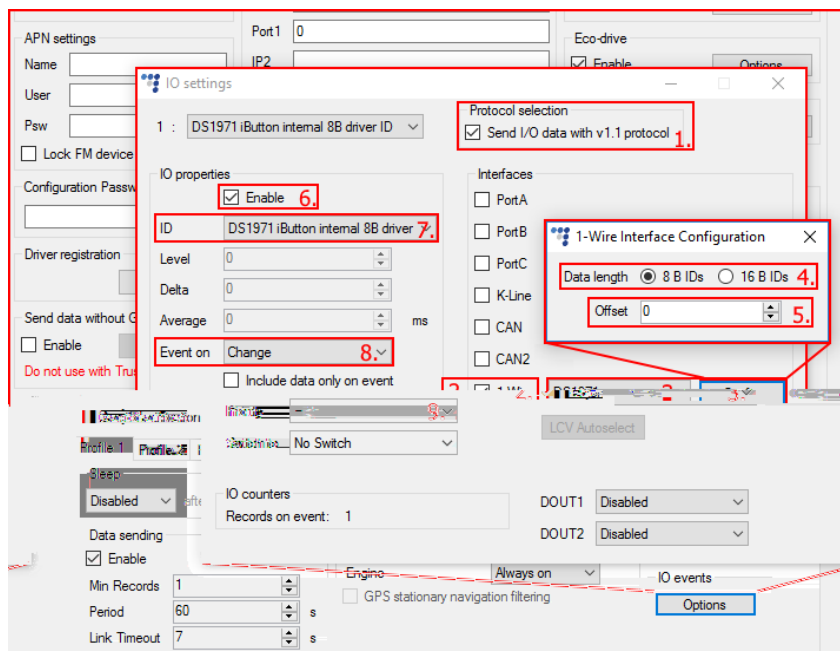 Port1 0
APN settings
Eco-drive
Name
IP2
Enable
Options
IO settings
User
Protocol selection
Psw
1 : DS1971 iButton internal 8B driver ID
Send I/O data with v1.1 protocol 1.
Lock FM device
IO properties
Interfaces
Configuration Passw
Enable 6.
PortA
ID DS1971 iButton internal 8B driver 7.
PortB
1-Wire Interface Configuration
Driver registration
Level 0
PortC
Data length 8 B IDs 16 B IDs 4.
Delta 0
K-Line
Offset 0 5.
Send data without G
Average 0 ms
CAN
Enable
Event on Change 8.
CAN2
Do not use with Trus
Include data only on event
DS1971
9.
Profile 1
No Switch
LCV Autoselect
Sleep
Disabled
afte
IO counters
Records on event: 1
DOUT1 Disabled
Data sending
DOUT2 Disabled
Enable
Engine Always on
IO events
Min Records 1
GPS stationary navigation filtering
Options
Period 60 s
Link Timeout 7 s